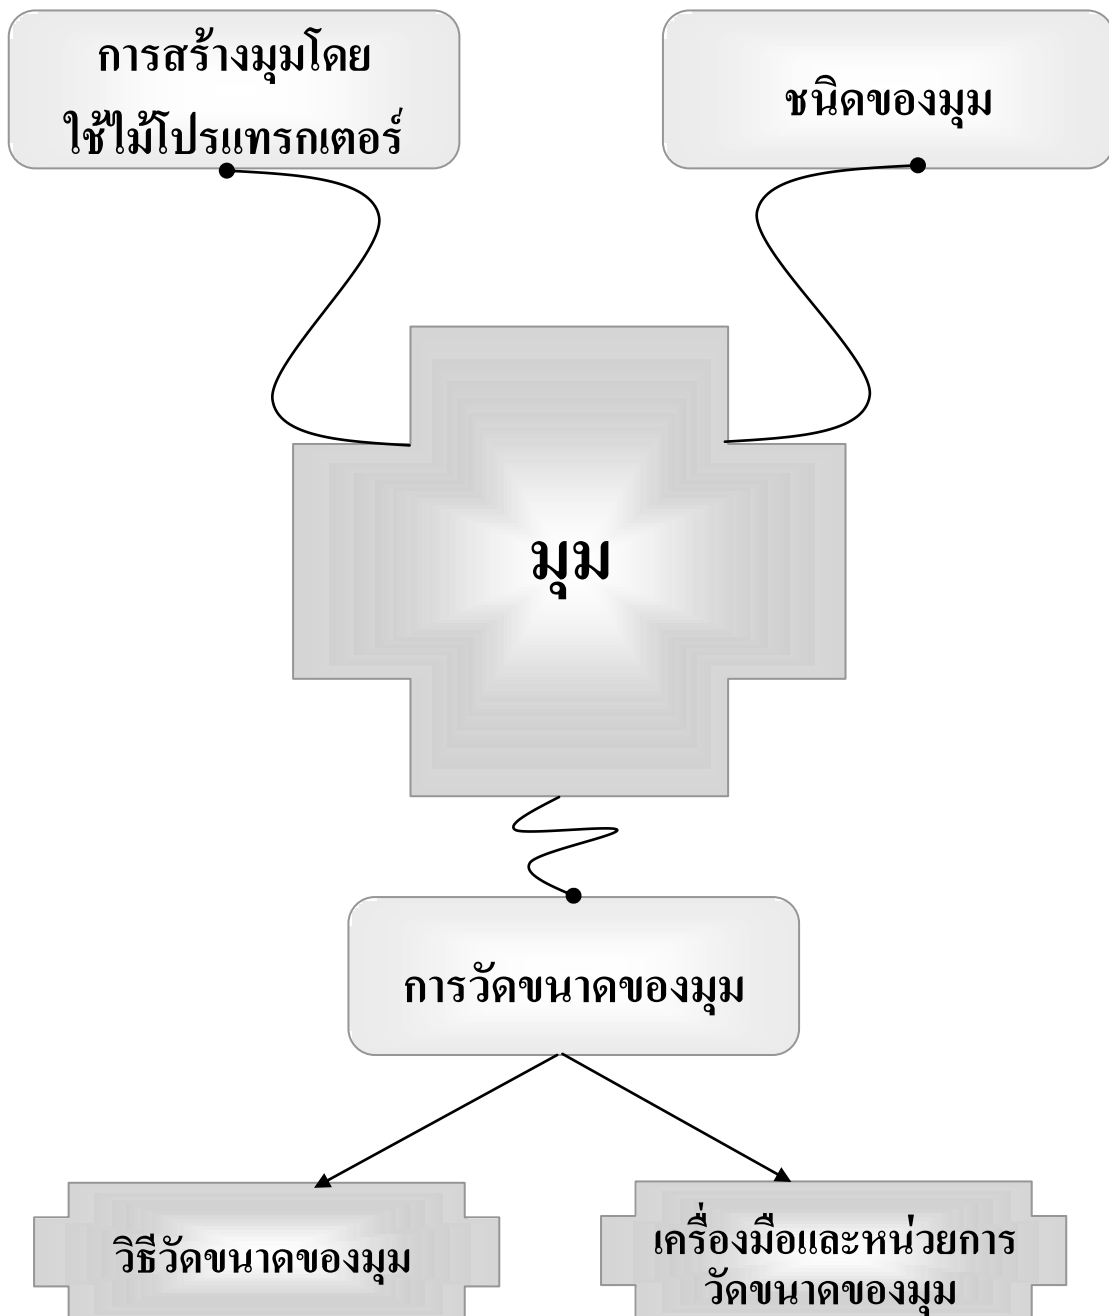 การสร้างมุมโดย
ใช้ไม้โปรแทรกเตอร์
ชนิดของมุม
มุม
การวัดขนาดของมุม
วิธีวัดขนาดของมุม
เครื่องมือและหน่วยการ
วัดขนาดของมุม